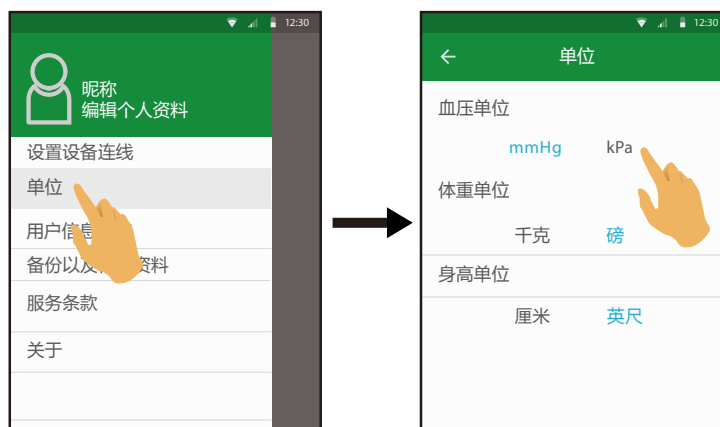 12:30
昵称
编辑个人资料
设置设备连线
单位
用户信息
备份以及 资料
服务条款
关于
12:30
单位
血压单位
mmHg kPa
体重单位
千克 磅
身高单位
厘米 英尺